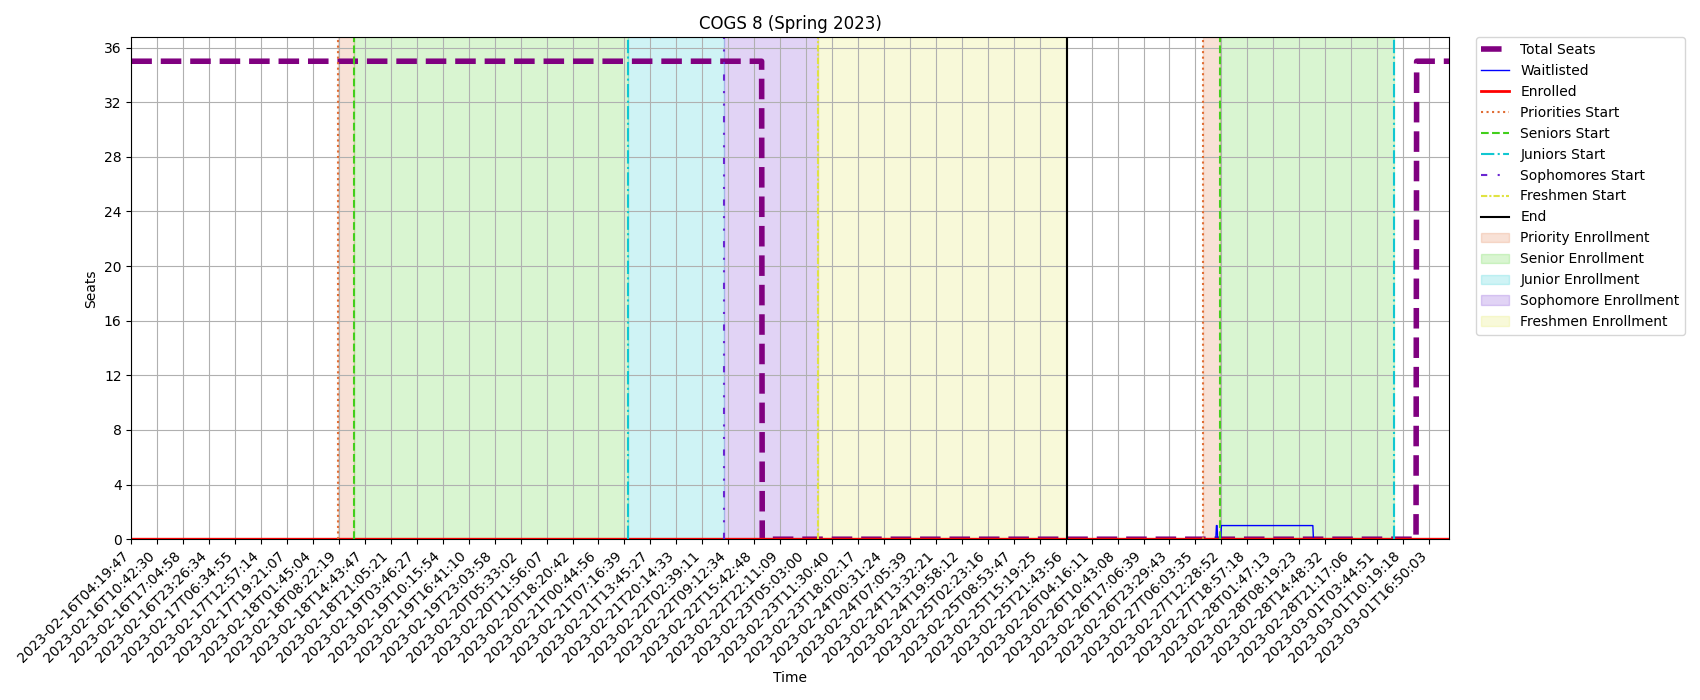 COGS 8 (Spring 2023)
36
32
28
24
20
16
12
8
4
0
Seats
2023-02-16T04:19:47
2023-02-16T10:42:30
2023-02-16T17:04:58
2023-02-16T23:26:34
2023-02-17T06:34:55
2023-02-17T12:57:14
2023-02-17T19:21:07
2023-02-18T01:45:04
2023-02-18T08:22:19
2023-02-18T14:43:47
2023-02-18T21:05:21
2023-02-19T03:46:27
2023-02-19T10:15:54
2023-02-19T16:41:10
2023-02-19T23:03:58
2023-02-20T05:33:02
2023-02-20T11:56:07
2023-02-20T18:20:42
2023-02-21T00:44:56
2023-02-21T07:16:39
2023-02-21T13:45:27
2023-02-21T20:14:33
2023-02-22T02:39:11
2023-02-22T09:12:34
2023-02-22T15:42:48
2023-02-22T22:11:09
2023-02-23T05:03:00
2023-02-23T11:30:40
2023-02-23T18:02:17
2023-02-24T00:31:24
2023-02-24T07:05:39
2023-02-24T13:32:21
2023-02-24T19:58:12
2023-02-25T02:23:16
2023-02-25T08:53:47
2023-02-25T15:19:25
2023-02-25T21:43:56
2023-02-26T04:16:11
2023-02-26T10:43:08
2023-02-26T17:06:39
2023-02-26T23:29:43
2023-02-27T06:03:35
2023-02-27T12:28:52
2023-02-27T18:57:18
2023-02-28T01:47:13
2023-02-28T08:19:23
2023-02-28T14:48:32
2023-02-28T21:17:06
2023-03-01T03:44:51
2023-03-01T10:19:18
2023-03-01T16:50:03
Time
Total Seats
Waitlisted
Enrolled
Priorities Start
Seniors Start
Juniors Start
Sophomores Start
Freshmen Start
End
Priority Enrollment
Senior Enrollment
Junior Enrollment
Sophomore Enrollment
Freshmen Enrollment